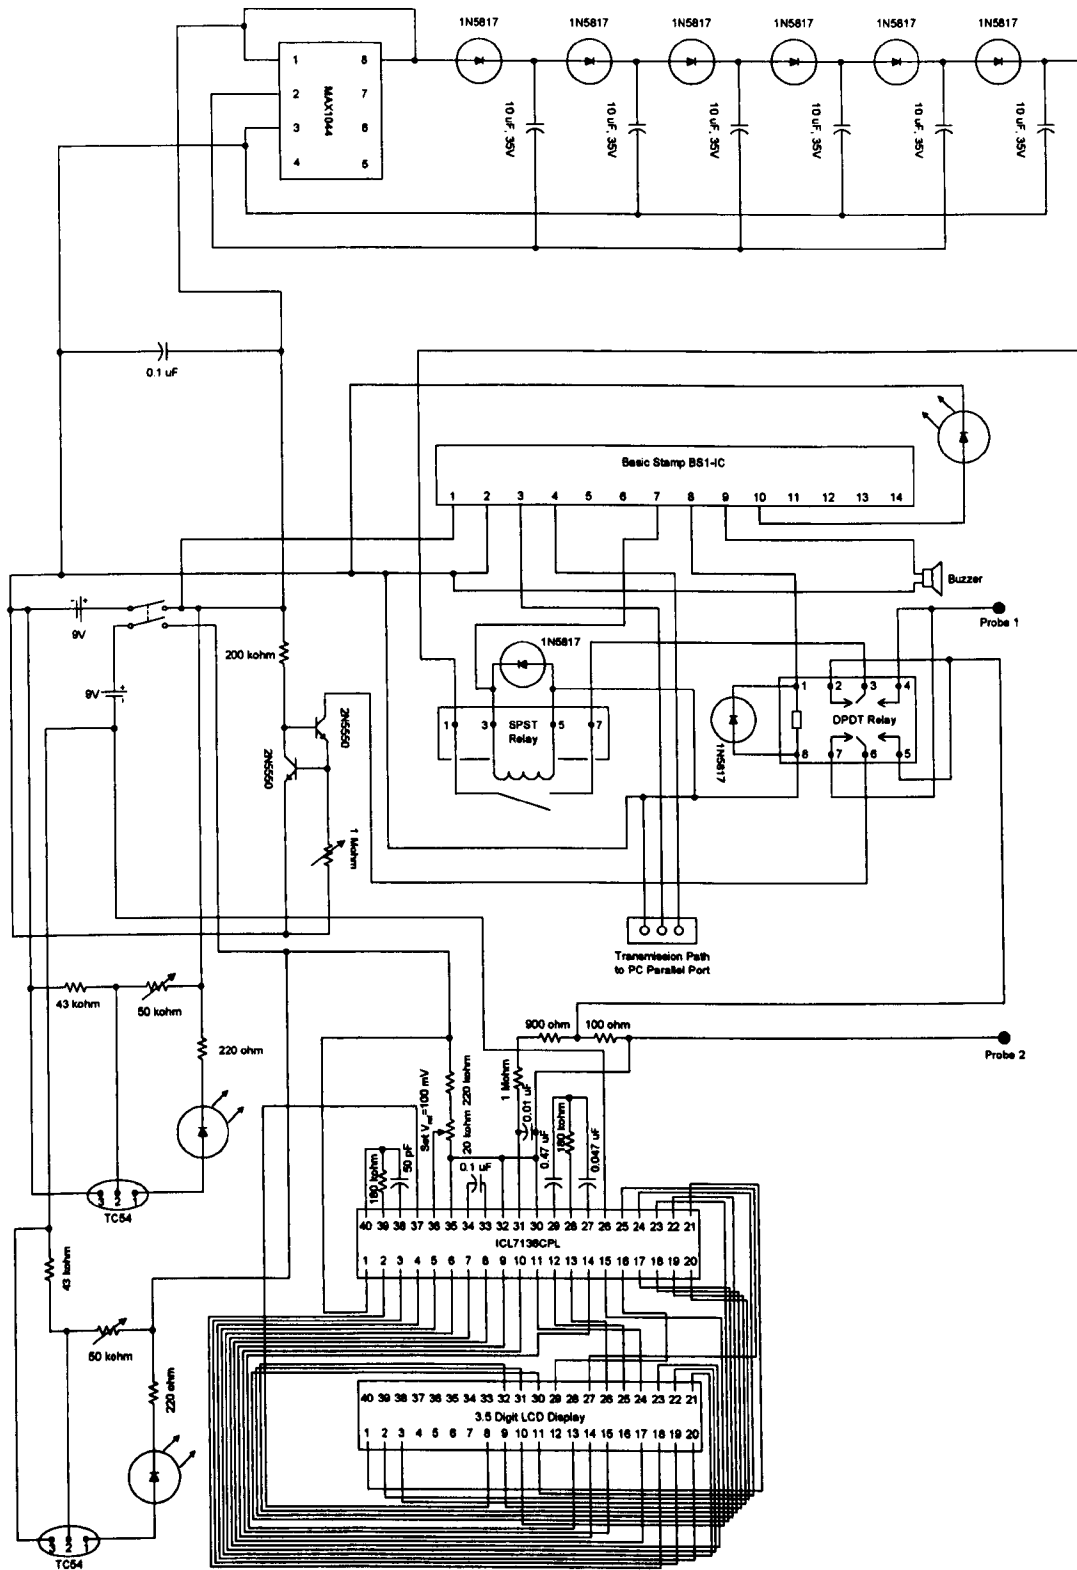 1N5817 1N5817 1N5817 1N5817 1N5817 1N5817
1 8
2 7
3 6
4 5
MAX1044
10 uF, 35V 10 uF, 35V 10 uF, 35V 10 uF, 35V 10 uF, 35V 10 uF, 35V
0.1 uF
Basic Stamp BS1-IC
1 2 3 4 5 6 7 8 9 10 11 12 13 14
Buzzer
9V
Probe 1
200 kohm
1N5817
9V
2N5550
2N5550
1 3 5 7
SPST
Relay
1N5817
1 2 3 4
DPDT Relay
8 7 6 5
1 Mohm
Transmission Path
to PC Parallel Port
43 kohm
50 kohm
220 ohm
900 ohm 100 ohm
Probe 2
Set Vref=100 mV
20 kohm 220 kohm
1 Mohm
0.01 uF
0.47 uF
180 kohm
0.047 uF
180 kohm
50 pF
0.1 uF
3 2 1
TC54
40 39 38 37 36 35 34 33 32 31 30 29 28 27 26 25 24 23 22 21
ICL7136CPL
1 2 3 4 5 6 7 8 9 10 11 12 13 14 15 16 17 18 19 20
43 kohm
50 kohm
220 ohm
40 39 38 37 36 35 34 33 32 31 30 29 28 27 26 25 24 23 22 21
3.5 Digit LCD Display
1 2 3 4 5 6 7 8 9 10 11 12 13 14 15 16 17 18 19 20
3 2 1
TC54